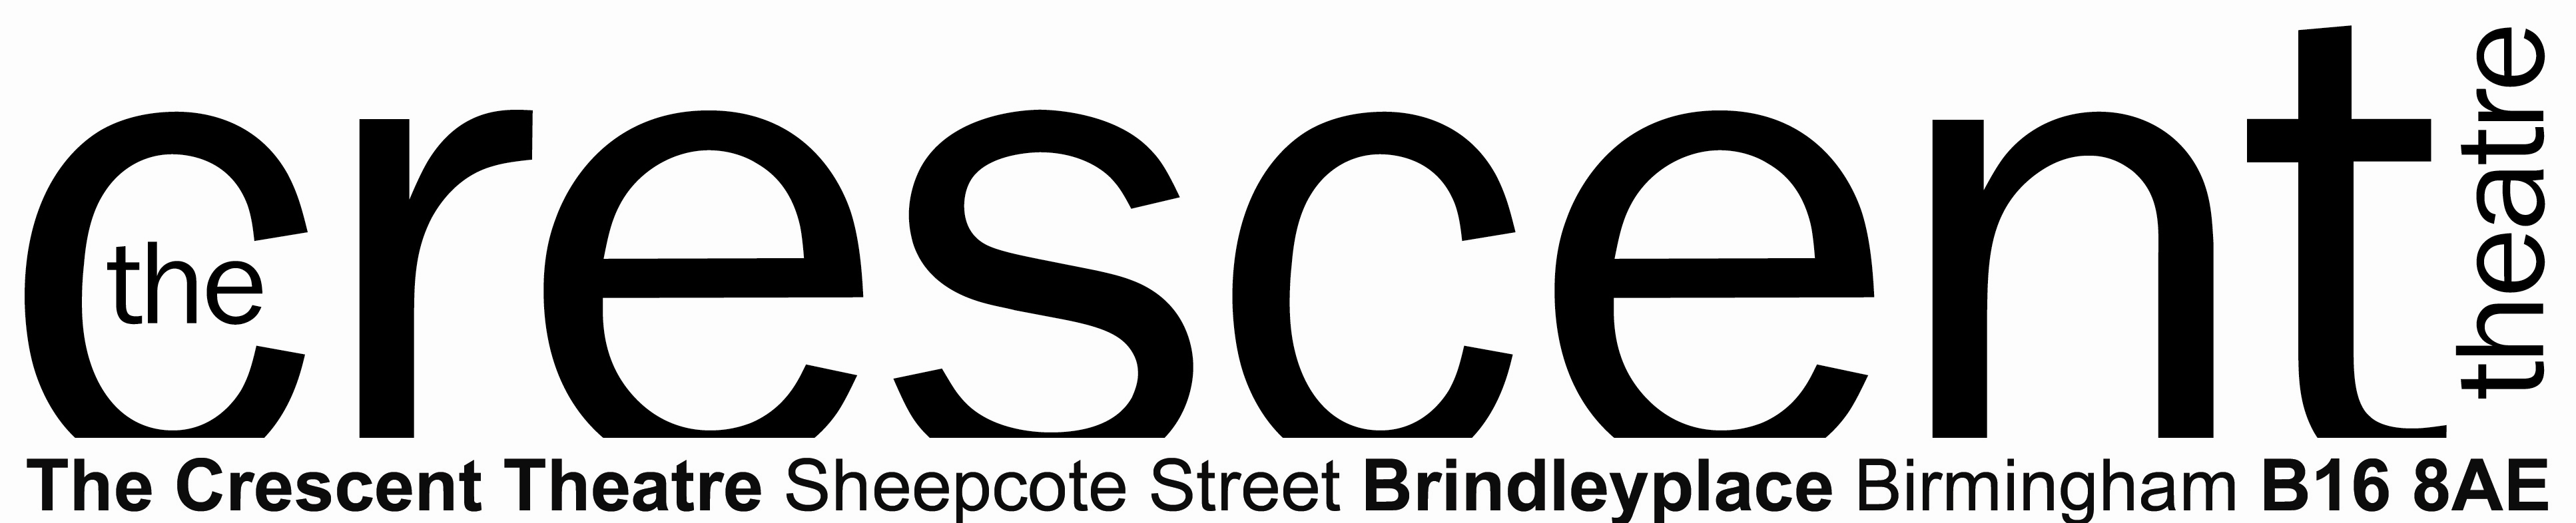 the
crescent
theatre
The Crescent Theatre Sheepcote Street Brindleyplace Birmingham B16 8AE